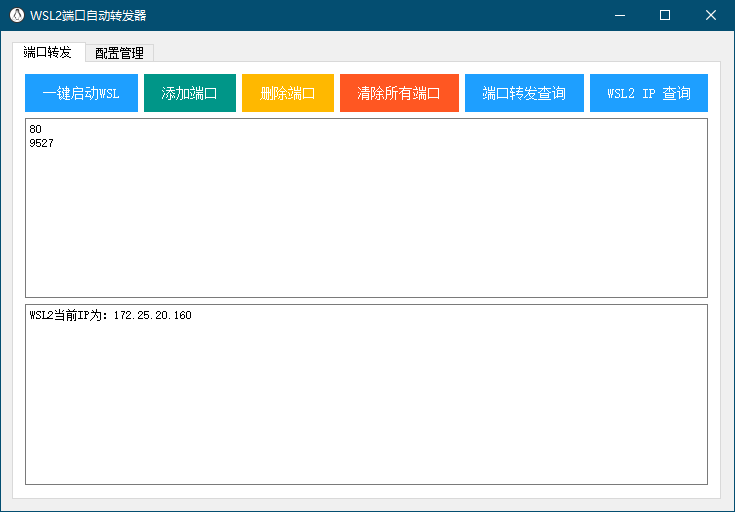 WSL2端口自动转发器
端口转发 配置管理
一键启动WSL 添加端口 删除端口 清除所有端口 端口转发查询 WSL2 IP 查询
80
9527
WSL2当前IP为: 172.25.20.160